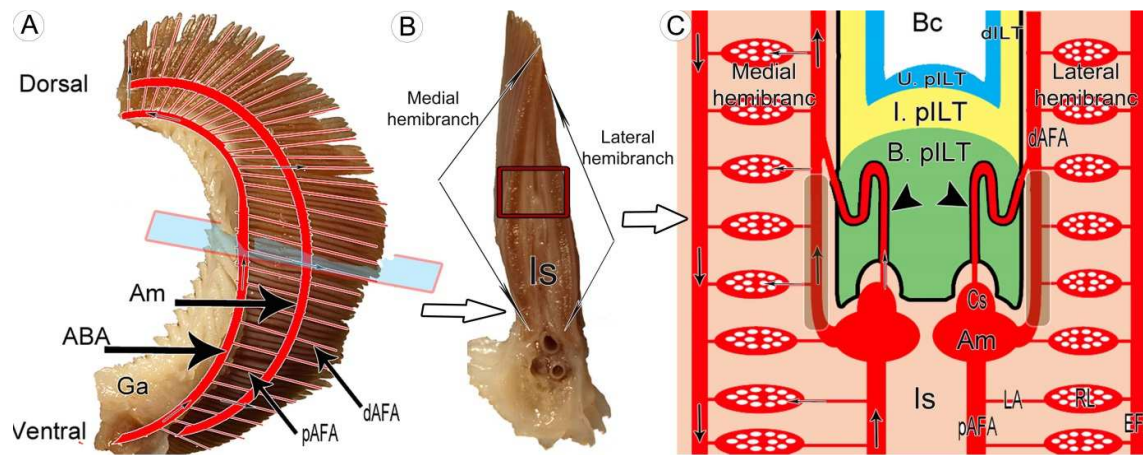 A
Dorsal
Am
ABA
Ga
Ventral
pAFA
dAFA
B
Medial
hemibranch
Lateral
hemibranch
Is
C
Bc
dILT
U. pILT
I. pILT
B. pILT
Medial
hemibranc
Lateral
hemibranc
dAFA
Cs
Am
Is
pAFA
LA
RL
EF